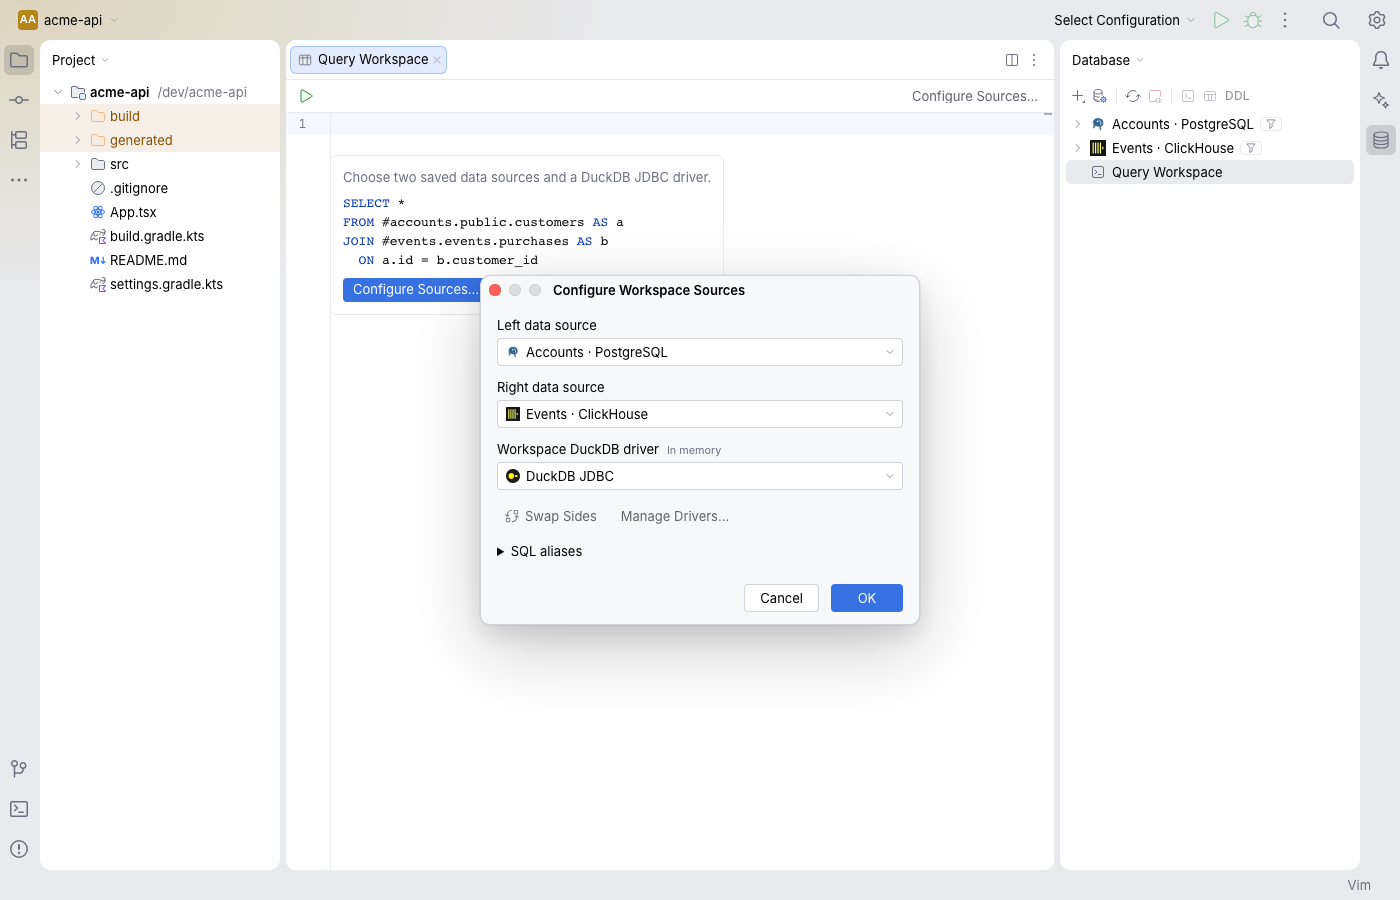 AA acme-api
Select Configuration
Project
acme-api /dev/acme-api
build
generated
src
.gitignore
App.tsx
build.gradle.kts
M↓ README.md
settings.gradle.kts
Query Workspace
Configure Sources...
1
Choose two saved data sources and a DuckDB JDBC driver.
SELECT *
FROM #accounts.public.customers AS a
JOIN #events.events.purchases AS b
ON a.id = b.customer_id
Configure Sources...
Configure Workspace Sources
Left data source
Accounts · PostgreSQL
Right data source
Events · ClickHouse
Workspace DuckDB driver In memory
DuckDB JDBC
Swap Sides Manage Drivers...
SQL aliases
Cancel OK
Database
DDL
Accounts · PostgreSQL
Events · ClickHouse
Query Workspace
Vim